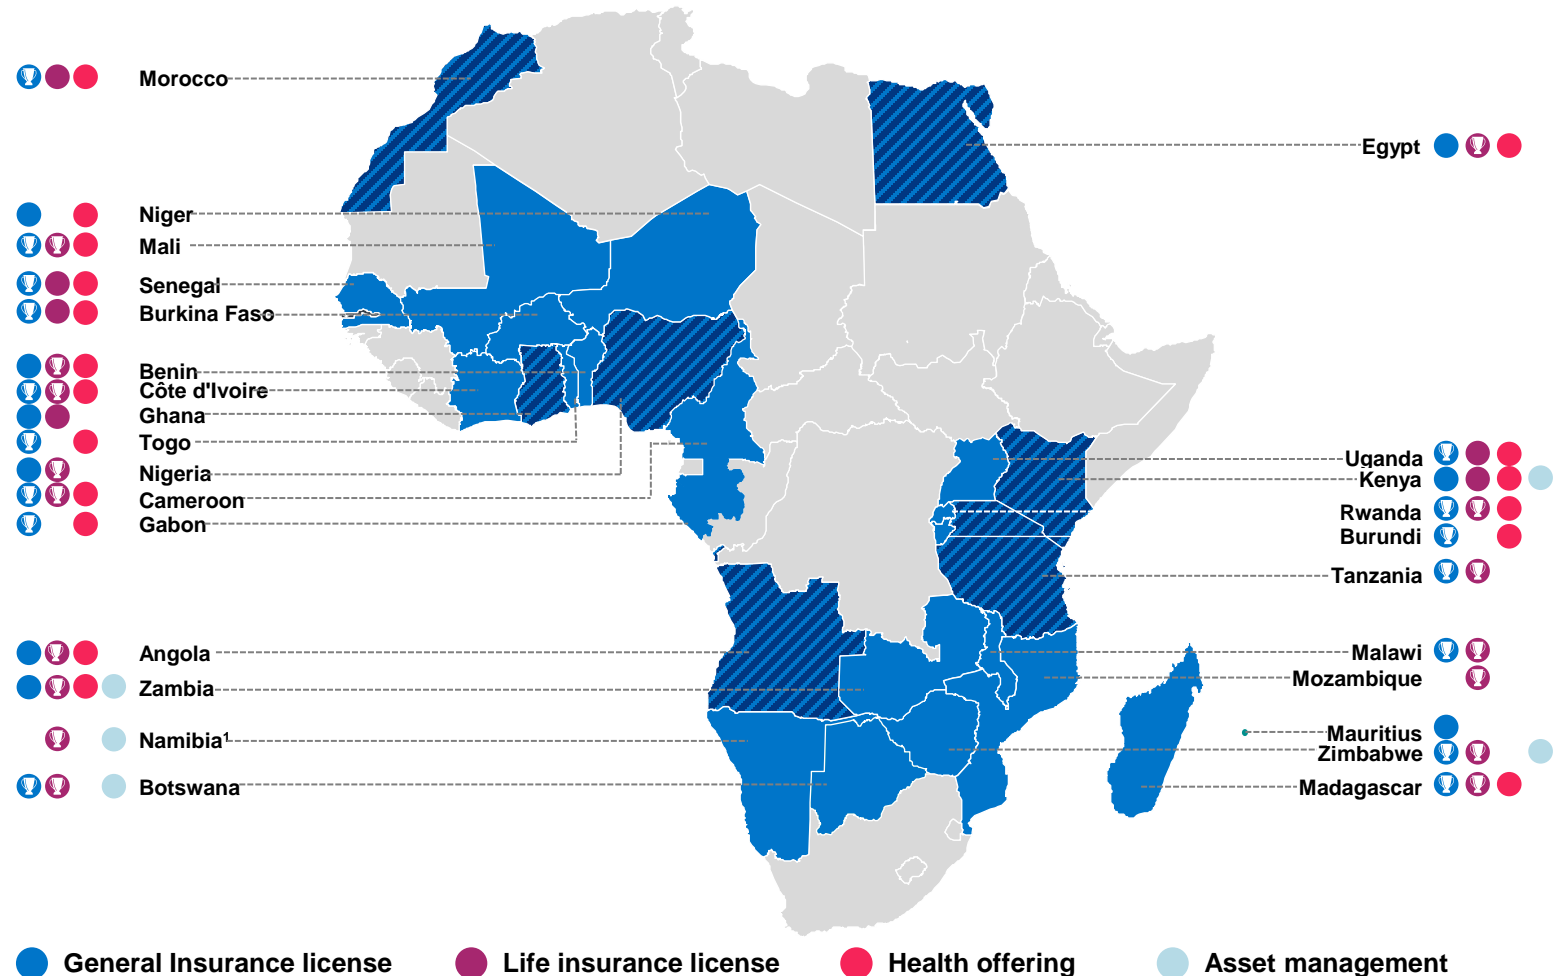 Morocco
Niger
Mali
Senegal
Burkina Faso
Benin
Côte d'Ivoire
Ghana
Togo
Nigeria
Cameroon
Gabon
Angola
Zambia
Namibia¹
Botswana
Egypt
Uganda
Kenya
Rwanda
Burundi
Tanzania
Malawi
Mozambique
Mauritius
Zimbabwe
Madagascar
General Insurance license
Life insurance license
Health offering
Asset management